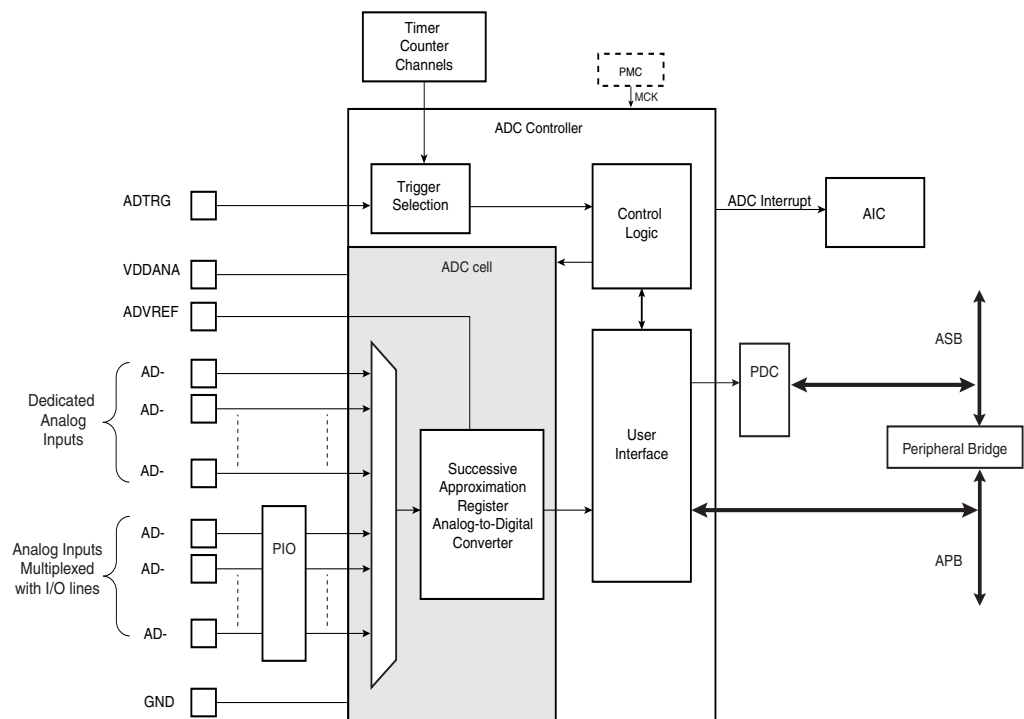 Timer
Counter
Channels
PMC
MCK
ADC Controller
ADTRG
Trigger
Selection
Control
Logic
ADC Interrupt
AIC
VDDANA
ADC cell
ADVREF
ASB
Dedicated
Analog
Inputs
AD-
AD-
AD-
PDC
User
Interface
Peripheral Bridge
Successive
Approximation
Register
Analog-to-Digital
Converter
Analog Inputs
Multiplexed
with I/O lines
AD-
AD-
AD-
PIO
APB
GND